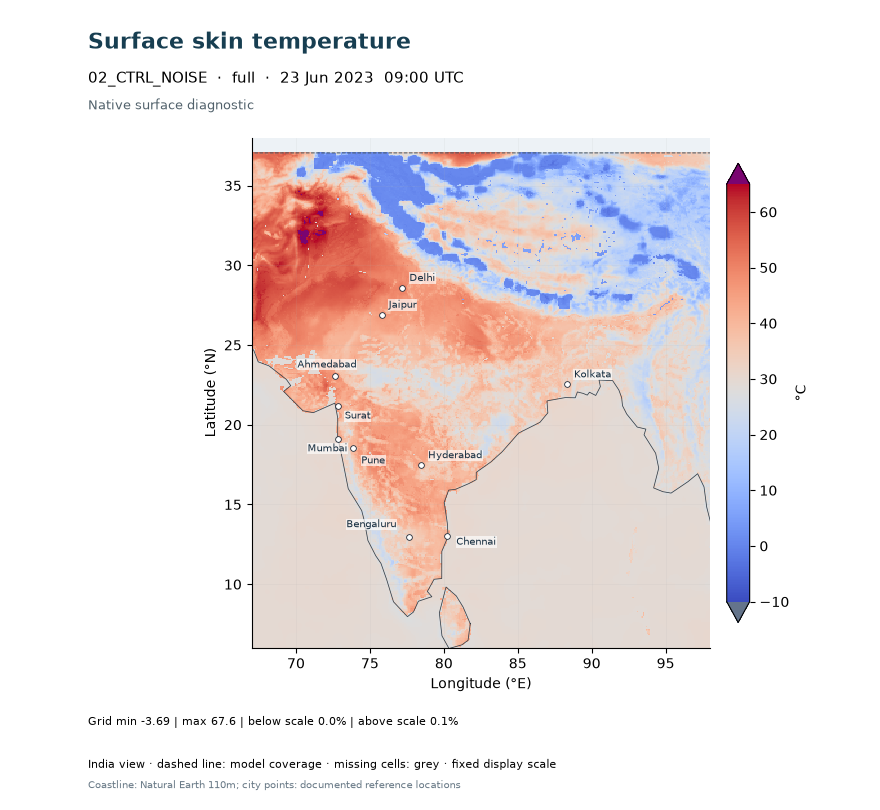 Surface skin temperature
02_CTRL_NOISE · full · 23 Jun 2023 09:00 UTC
Native surface diagnostic
35
30
25
20
15
10
Latitude (°N)
Delhi
Jaipur
Ahmedabad
Kolkata
Surat
Mumbai
Pune
Hyderabad
Bengaluru
Chennai
70
75
80
85
90
95
Longitude (°E)
60
50
40
30
20
10
0
−10
°C
Grid min -3.69 | max 67.6 | below scale 0.0% | above scale 0.1%
India view · dashed line: model coverage · missing cells: grey · fixed display scale
Coastline: Natural Earth 110m; city points: documented reference locations